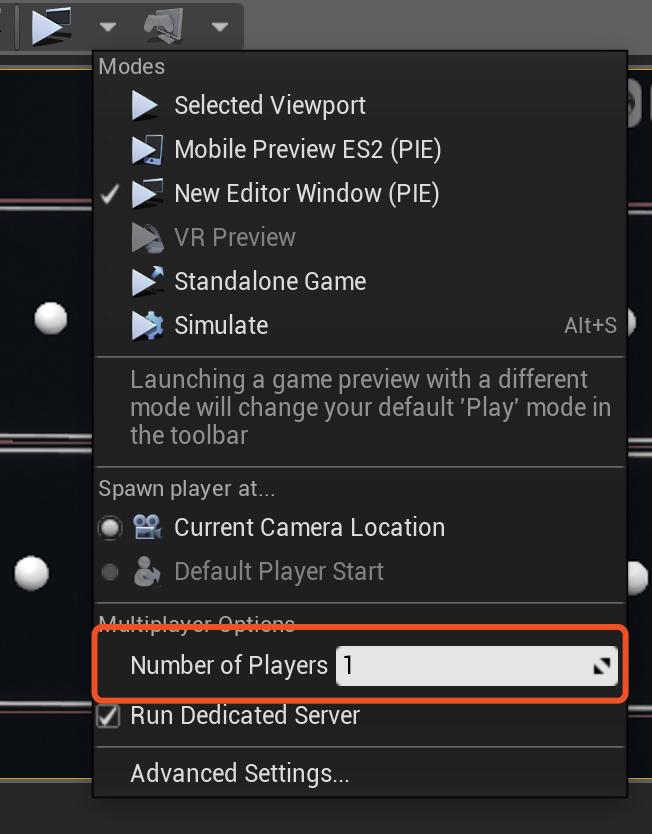 Modes
Selected Viewport
Mobile Preview ES2 (PIE)
New Editor Window (PIE)
VR Preview
Standalone Game
Simulate Alt+S
Launching a game preview with a different
mode will change your default 'Play' mode in
the toolbar
Spawn player at...
Current Camera Location
Default Player Start
Multiplayer Options
Number of Players 1
Run Dedicated Server
Advanced Settings...